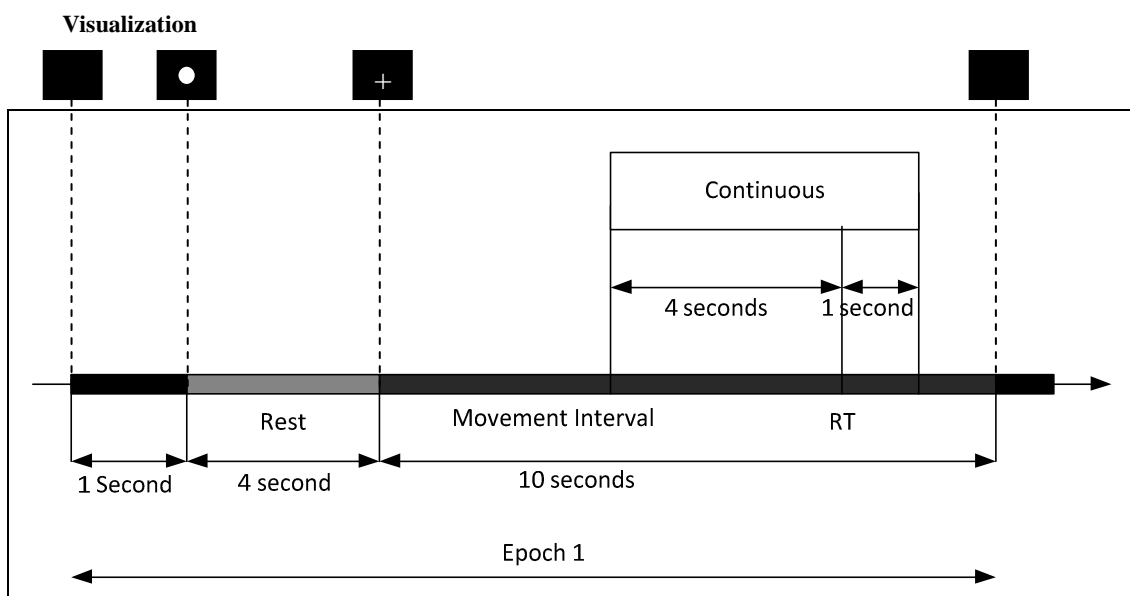 Visualization
Continuous
4 seconds
1 second
Rest
Movement Interval
RT
1 Second
4 second
10 seconds
Epoch 1